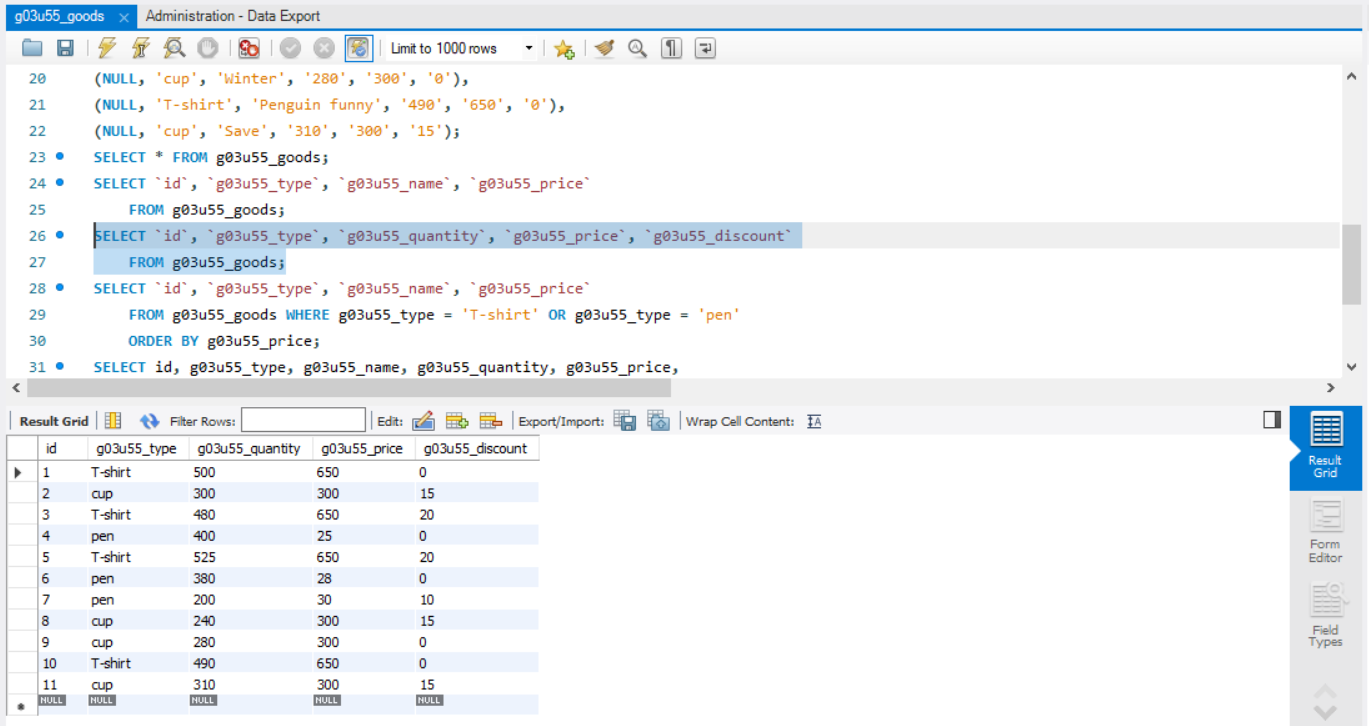 g03u55_goods × Administration - Data Export
Limit to 1000 rows
20 (NULL, 'cup', 'Winter', '280', '300', '0'),
21 (NULL, 'T-shirt', 'Penguin funny', '490', '650', '0'),
22 (NULL, 'cup', 'Save', '310', '300', '15');
23 SELECT * FROM g03u55_goods;
24 SELECT `id`, `g03u55_type`, `g03u55_name`, `g03u55_price`
25 FROM g03u55_goods;
26 SELECT `id`, `g03u55_type`, `g03u55_quantity`, `g03u55_price`, `g03u55_discount`
27 FROM g03u55_goods;
28 SELECT `id`, `g03u55_type`, `g03u55_name`, `g03u55_price`
29 FROM g03u55_goods WHERE g03u55_type = 'T-shirt' OR g03u55_type = 'pen'
30 ORDER BY g03u55_price;
31 SELECT id, g03u55_type, g03u55_name, g03u55_quantity, g03u55_price,
Result Grid Filter Rows: Edit: Export/Import: Wrap Cell Content:
id g03u55_type g03u55_quantity g03u55_price g03u55_discount
1 T-shirt 500 650 0
2 cup 300 300 15
3 T-shirt 480 650 20
4 pen 400 25 0
5 T-shirt 525 650 20
6 pen 380 28 0
7 pen 200 30 10
8 cup 240 300 15
9 cup 280 300 0
10 T-shirt 490 650 0
11 cup 310 300 15
NULL NULL NULL NULL NULL
Result
Grid
Form
Editor
Field
Types